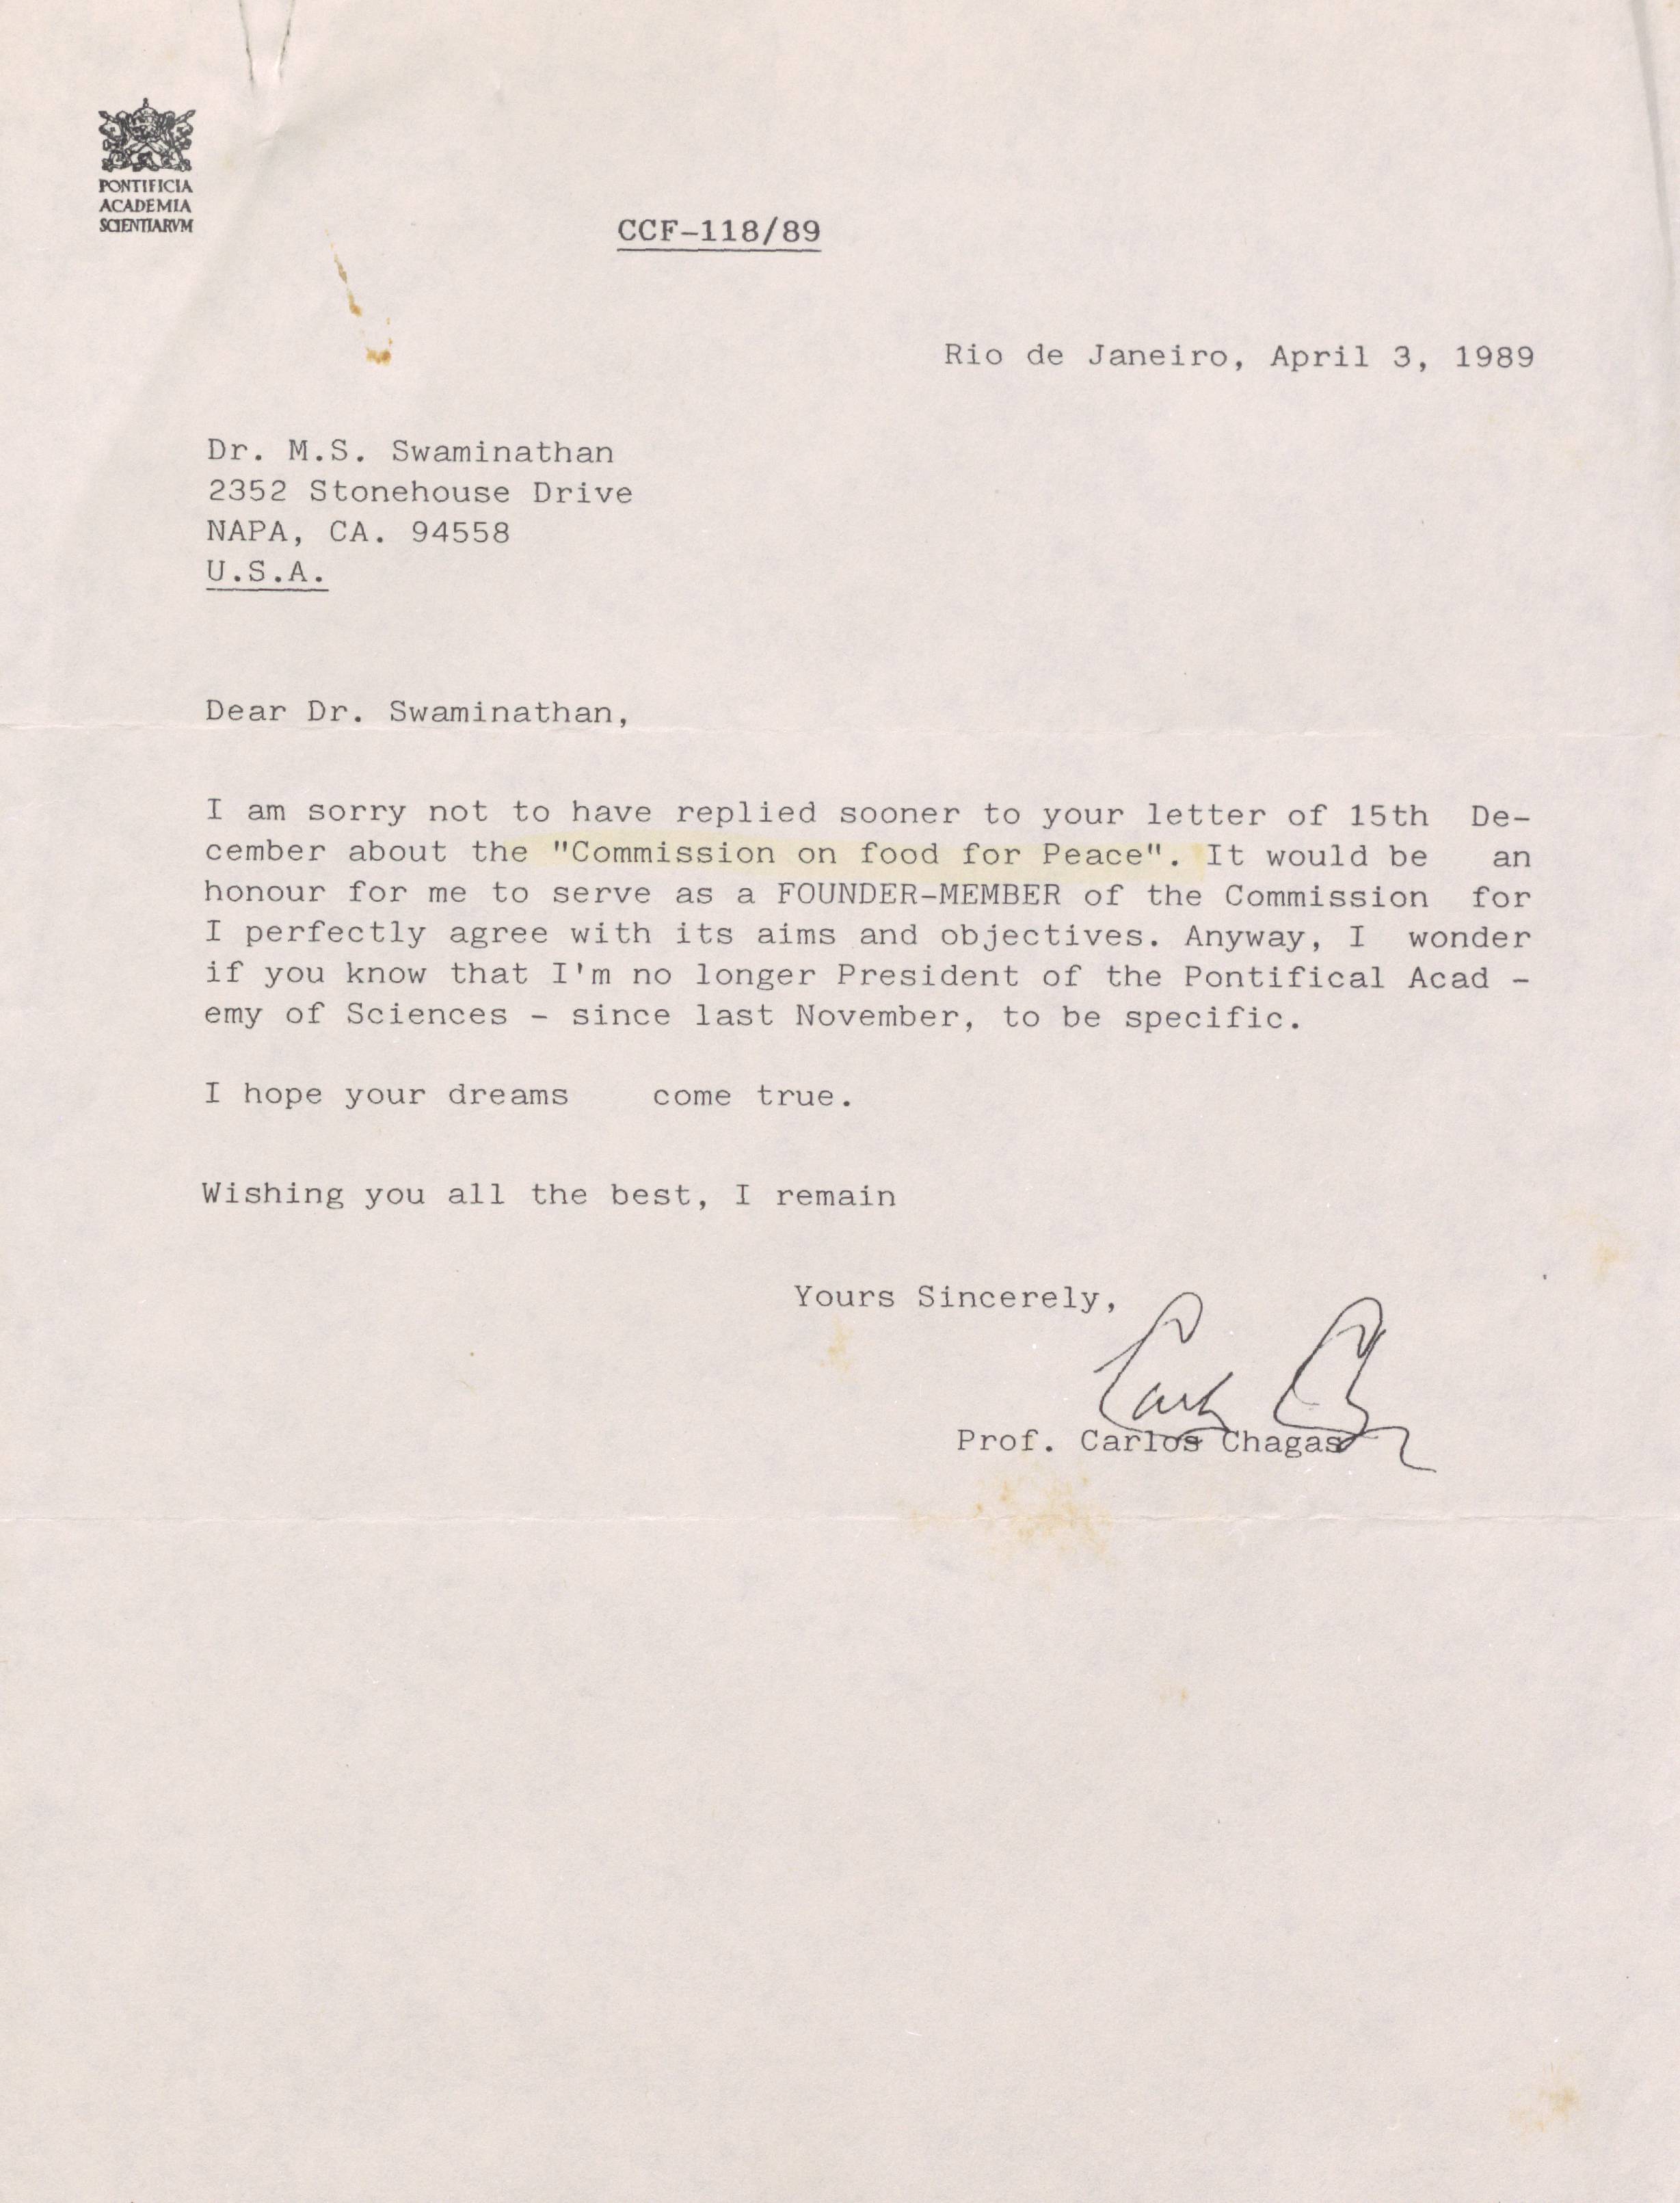 PONTIFICIA
ACADEMIA
SCIENTIARVM
CCF-118/89
Rio de Janeiro, April 3, 1989
Dr. M.S. Swaminathan
2352 Stonehouse Drive
NAPA, CA. 94558
U.S.A.
Dear Dr. Swaminathan,
I am sorry not to have replied sooner to your letter of 15th De-
cember about the "Commission on food for Peace". It would be an
honour for me to serve as a FOUNDER-MEMBER of the Commission for
I perfectly agree with its aims and objectives. Anyway, I wonder
if you know that I'm no longer President of the Pontifical Acad -
emy of Sciences - since last November, to be specific.
I hope your dreams come true.
Wishing you all the best, I remain
Yours Sincerely,
Prof. Carlos Chagas